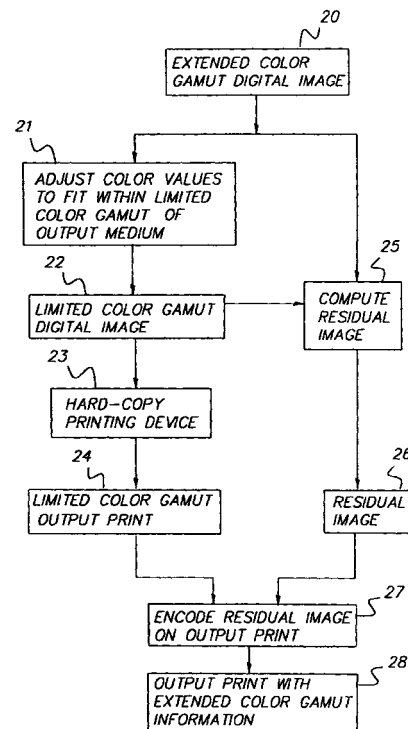 20
EXTENDED COLOR
GAMUT DIGITAL IMAGE
21
ADJUST COLOR VALUES
TO FIT WITHIN LIMITED
COLOR GAMUT OF
OUTPUT MEDIUM
25
COMPUTE
RESIDUAL
IMAGE
22
LIMITED COLOR GAMUT
DIGITAL IMAGE
23
HARD-COPY
PRINTING DEVICE
24
LIMITED COLOR GAMUT
OUTPUT PRINT
26
RESIDUAL
IMAGE
27
ENCODE RESIDUAL IMAGE
ON OUTPUT PRINT
28
OUTPUT PRINT WITH
EXTENDED COLOR GAMUT
INFORMATION